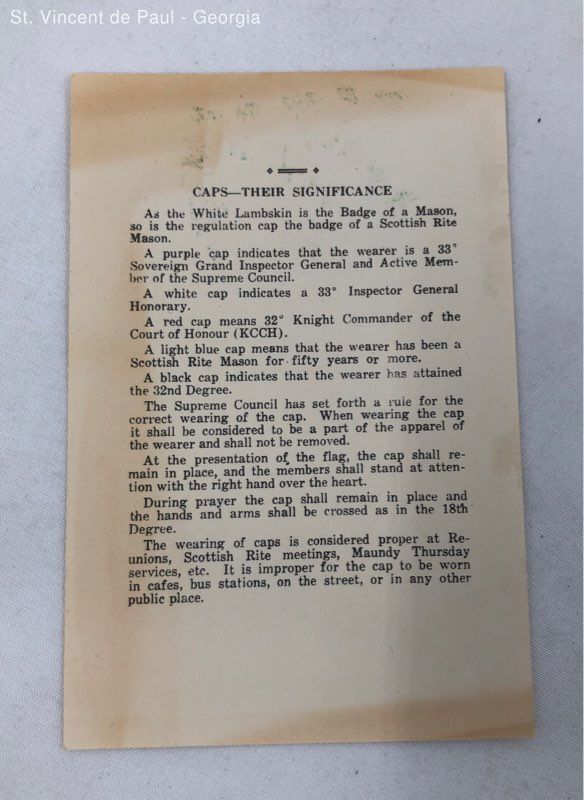 St. Vincent de Paul - Georgia
CAPS—THEIR SIGNIFICANCE
As the White Lambskin is the Badge of a Mason,
so is the regulation cap the badge of a Scottish Rite
Mason.
A purple cap indicates that the wearer is a 33°
Sovereign Grand Inspector General and Active Mem-
ber of the Supreme Council.
A white cap indicates a 33° Inspector General
Honorary.
A red cap means 32° Knight Commander of the
Court of Honour (KCCH).
A light blue cap means that the wearer has been a
Scottish Rite Mason for fifty years or more.
A black cap indicates that the wearer has attained
the 32nd Degree.
The Supreme Council has set forth a rule for the
correct wearing of the cap. When wearing the cap
it shall be considered to be a part of the apparel of
the wearer and shall not be removed.
At the presentation of the flag, the cap shall re-
main in place, and the members shall stand at atten-
tion with the right hand over the heart.
During prayer the cap shall remain in place and
the hands and arms shall be crossed as in the 18th
Degree.
The wearing of caps is considered proper at Re-
unions, Scottish Rite meetings, Maundy Thursday
services, etc. It is improper for the cap to be worn
in cafes, bus stations, on the street, or in any other
public place.